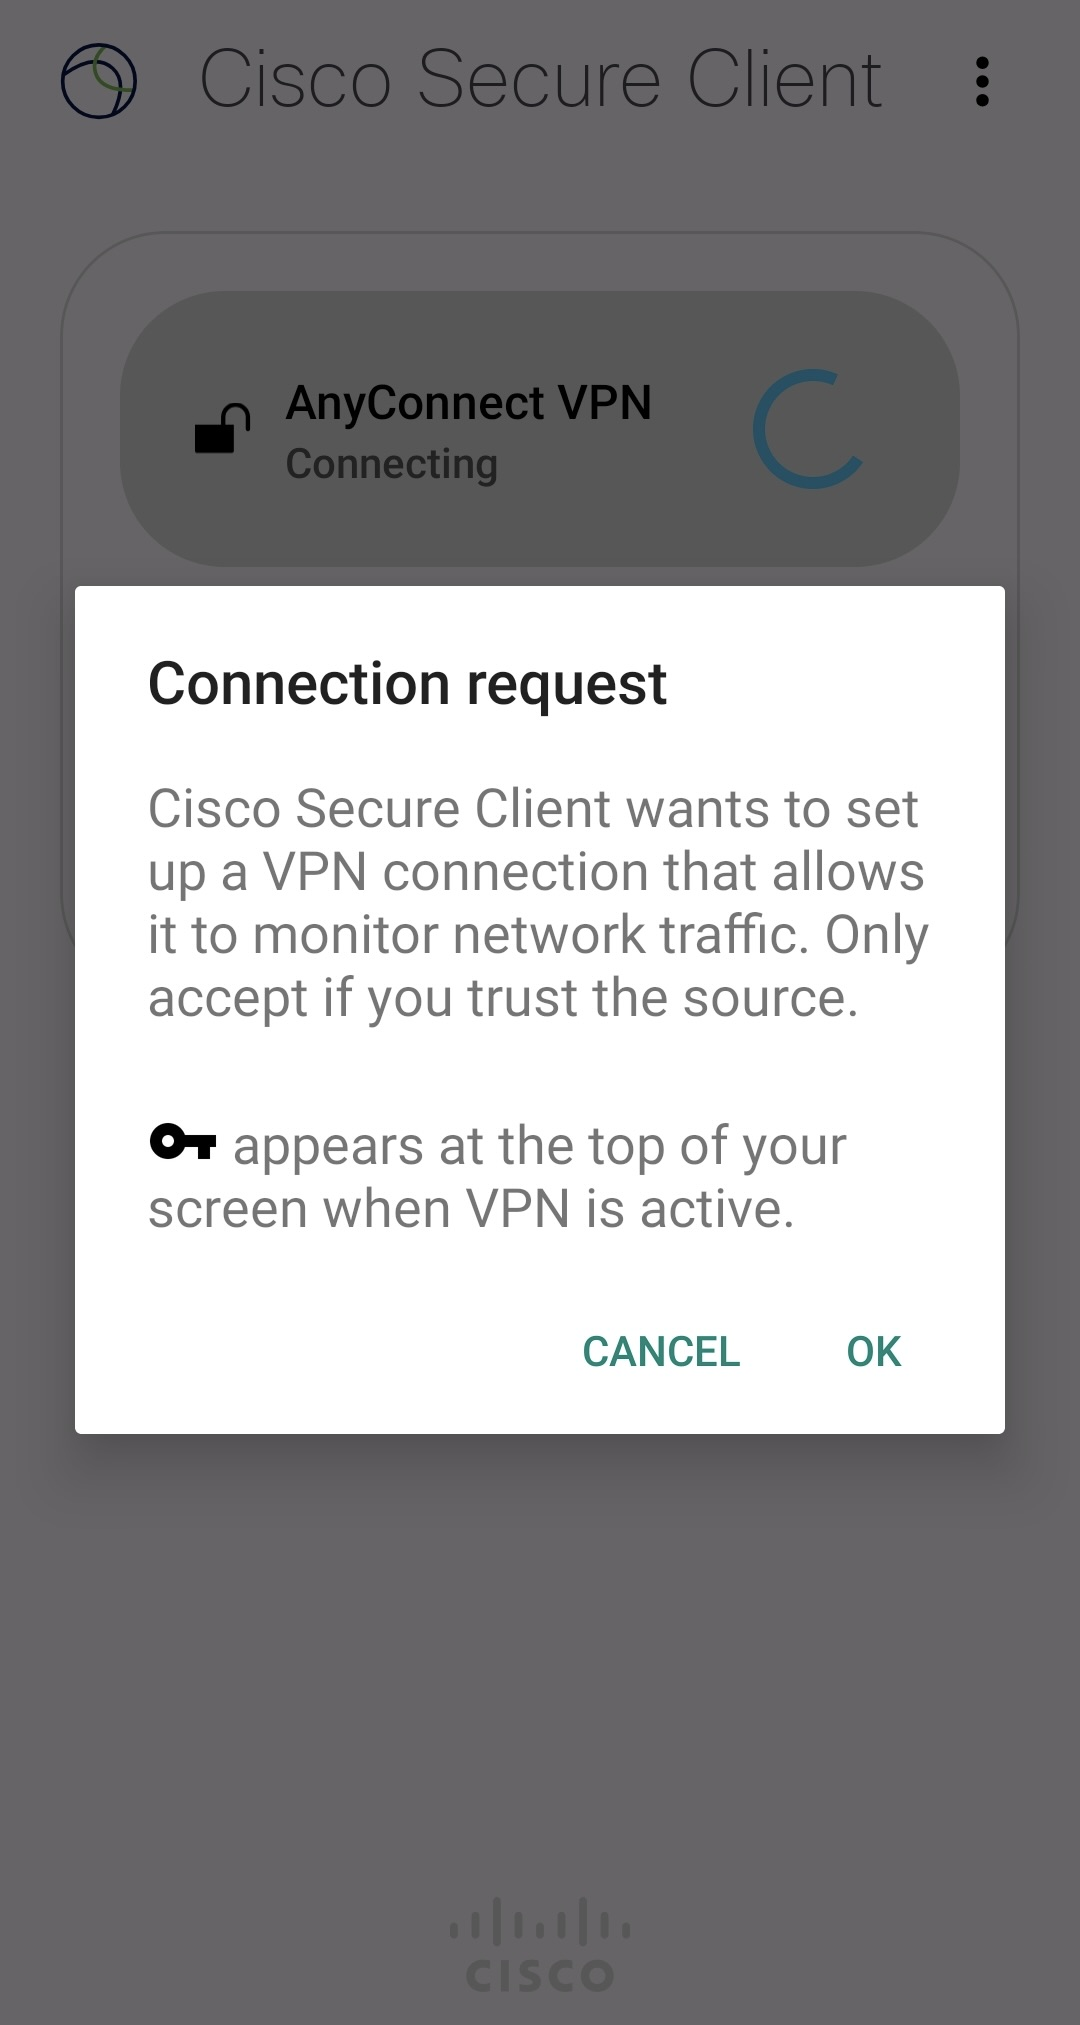 Cisco Secure Client
AnyConnect VPN
Connecting
Connection request
Cisco Secure Client wants to set
up a VPN connection that allows
it to monitor network traffic. Only
accept if you trust the source.
appears at the top of your
screen when VPN is active.
CANCEL OK
CISCO